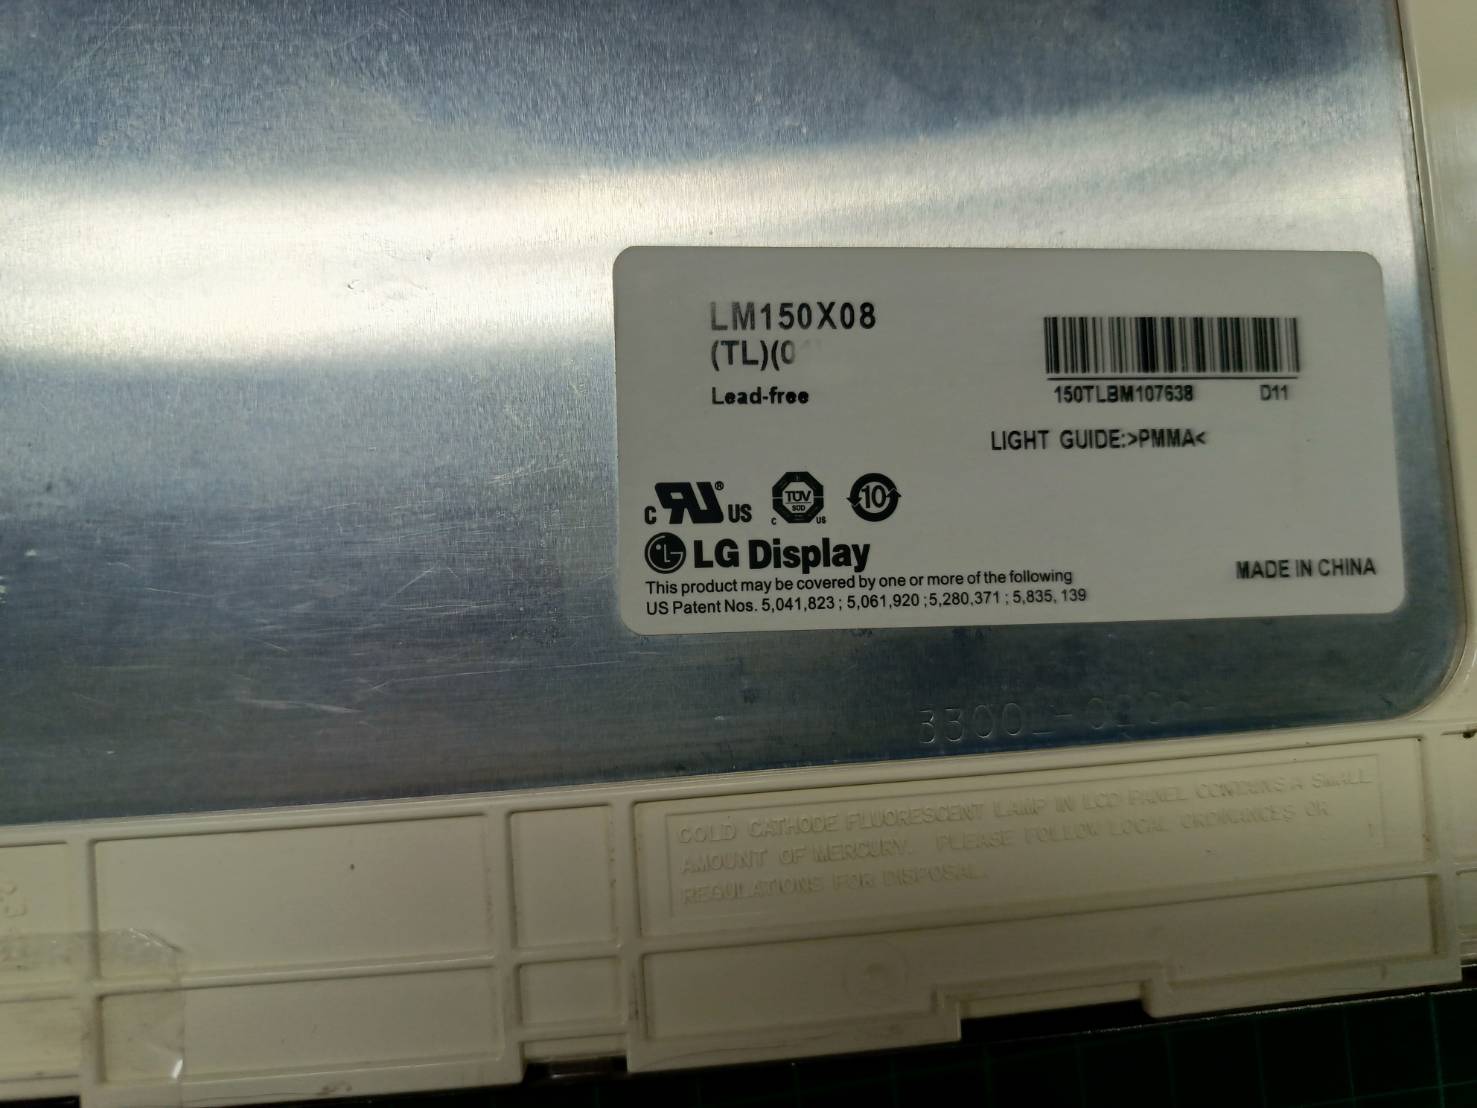 LM150X08
(TL)(0
Lead-free
150TLBM107638 D11
LIGHT GUIDE:>PMMA<
C RU® US
TÜV
SÜD
C US
10
LG Display
This product may be covered by one or more of the following
US Patent Nos. 5,041,823 ; 5,061,920 ;5,280,371 ; 5,835, 139
MADE IN CHINA
COLD CATHODE FLUORESCENT LAMP IN LCD PANEL CONTAINS A SMALL
AMOUNT OF MERCURY. PLEASE FOLLOW LOCAL ORDINANCES OR
REGULATIONS FOR DISPOSAL.